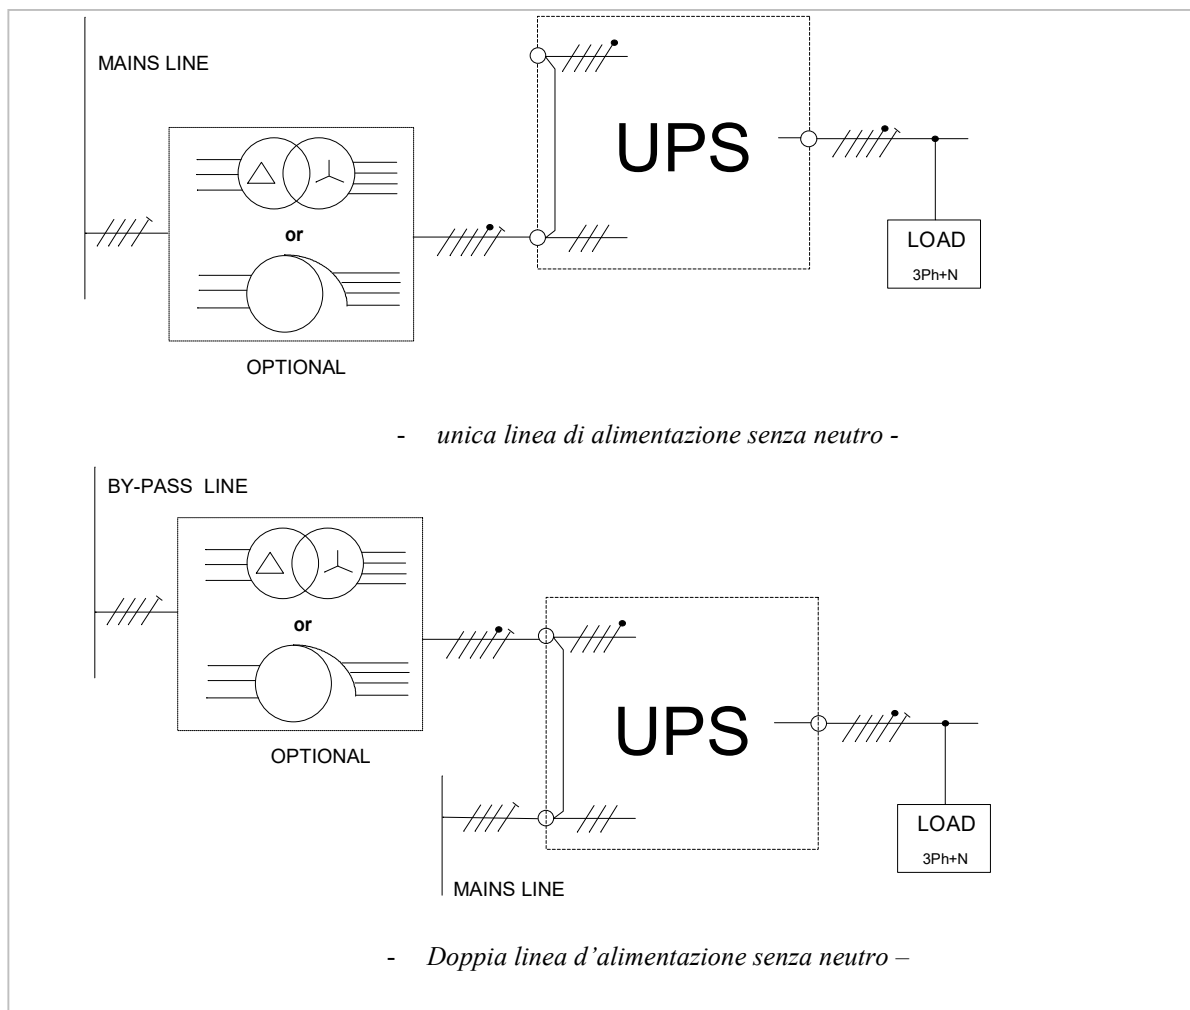 MAINS LINE
UPS
or
LOAD
3Ph+N
OPTIONAL
- unica linea di alimentazione senza neutro -
BY-PASS LINE
or
OPTIONAL
UPS
LOAD
3Ph+N
MAINS LINE
- Doppia linea d’alimentazione senza neutro –